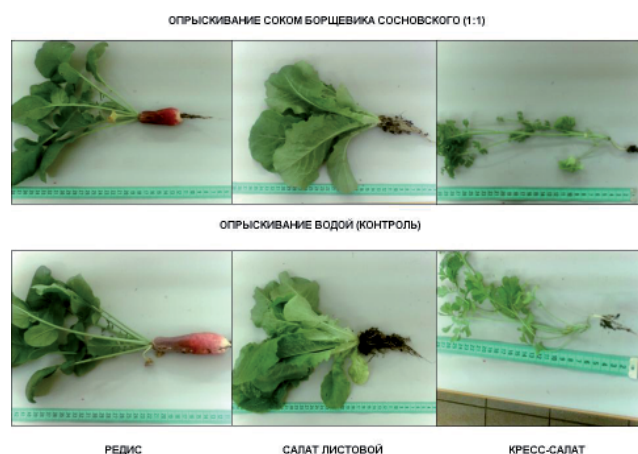 ОПРЫСКИВАНИЕ СОКОМ БОРЩЕВИКА СОСНОВСКОГО (1:1)
ОПРЫСКИВАНИЕ ВОДОЙ (КОНТРОЛЬ)
РЕДИС САЛАТ ЛИСТОВОЙ КРЕСС-САЛАТ